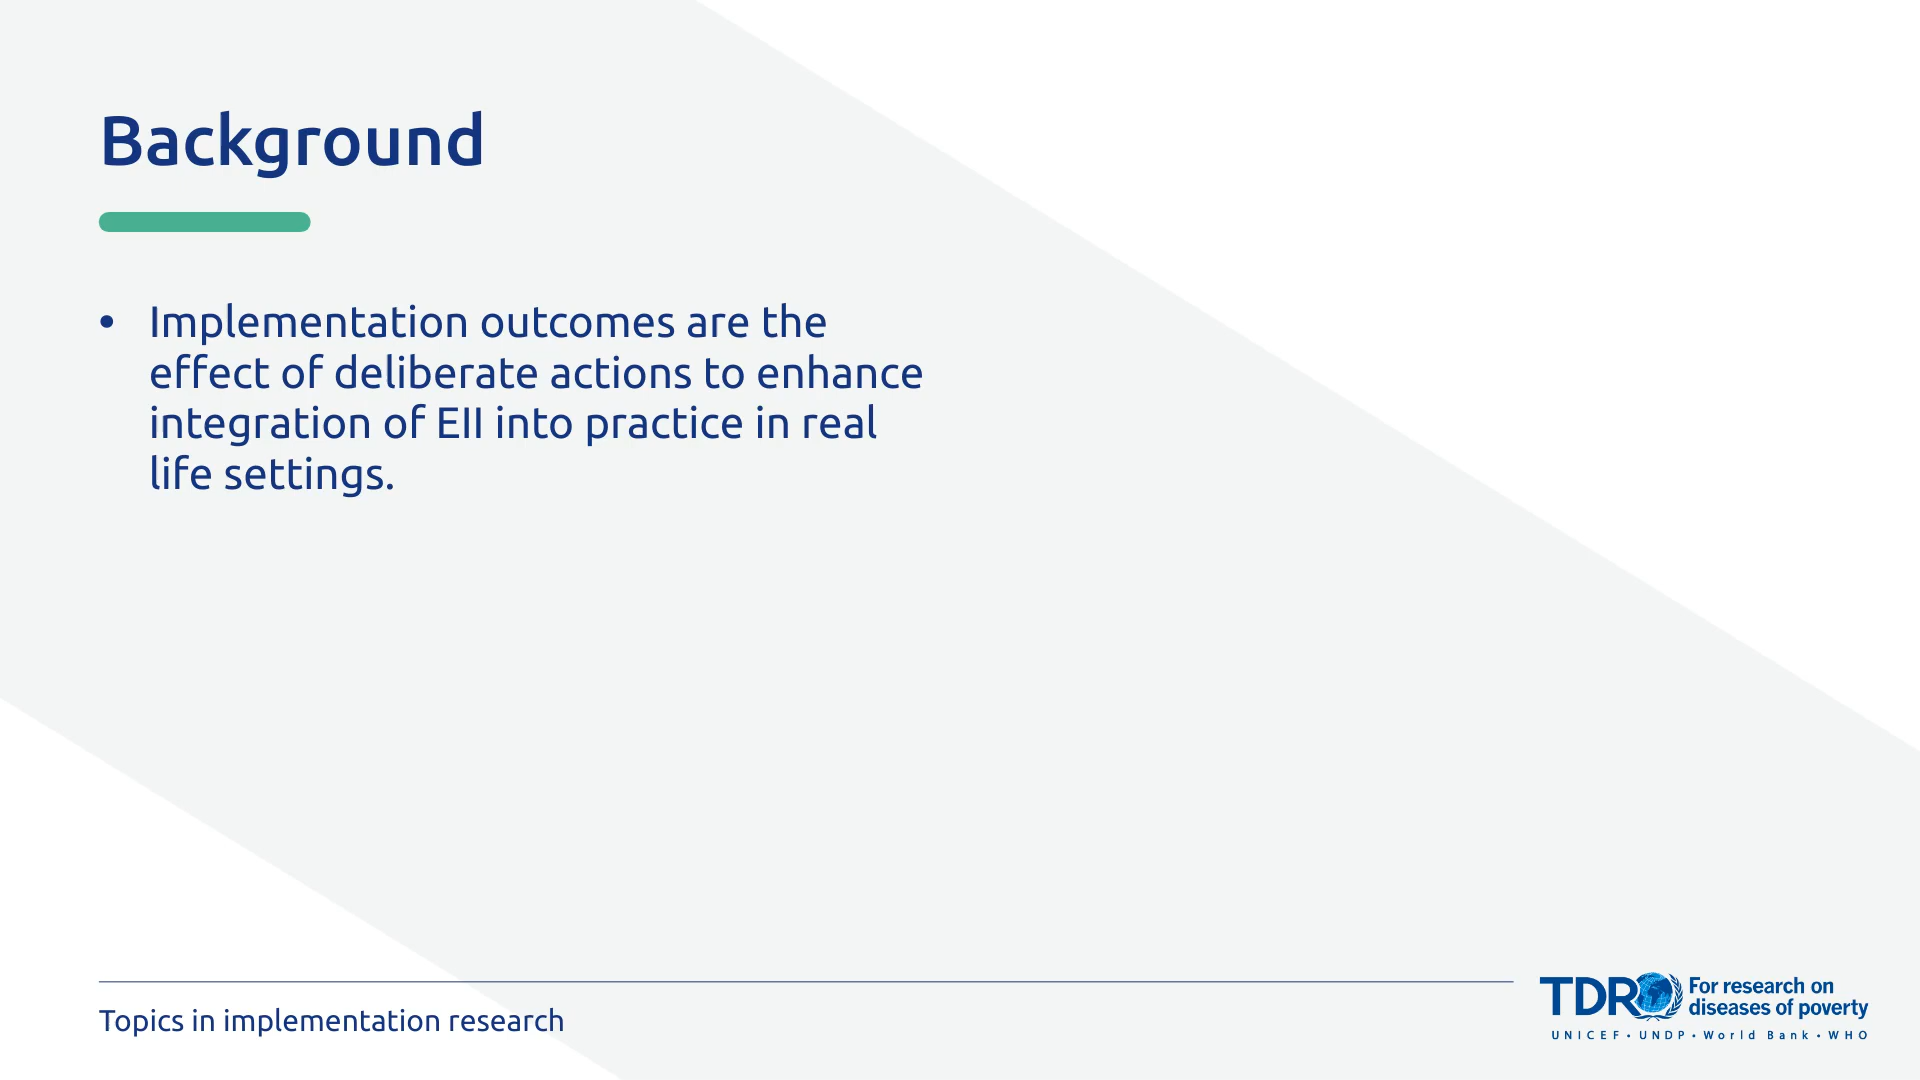 Background
• Implementation outcomes are the
effect of deliberate actions to enhance
integration of EII into practice in real
life settings.
Topics in implementation research
TDR For research on
diseases of poverty
UNICEF • UNDP • World Bank • WHO